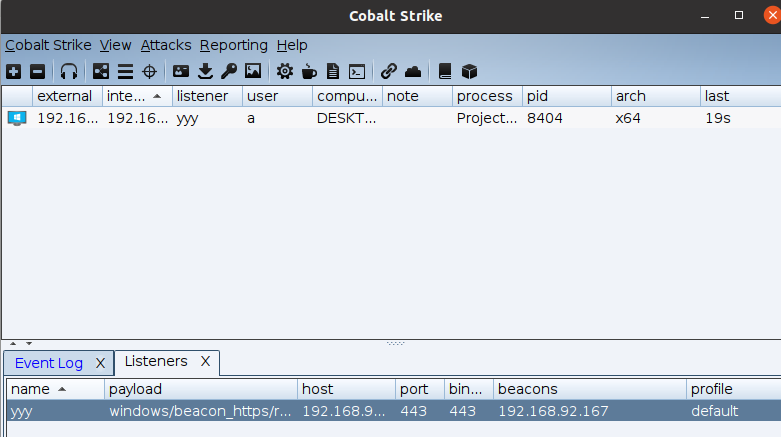 Cobalt Strike
Cobalt Strike View Attacks Reporting Help
external inte... listener user compu... note process pid arch last
192.16... 192.16... yyy a DESKT... Project... 8404 x64 19s
Event Log X Listeners X
name payload host port bin... beacons profile
yyy windows/beacon_https/r... 192.168.9... 443 443 192.168.92.167 default